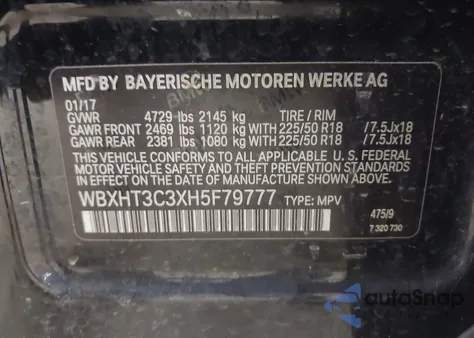 MFD BY BAYERISCHE MOTOREN WERKE AG
01/17
GVWR 4729 lbs 2145 kg TIRE / RIM
GAWR FRONT 2469 lbs 1120 kg WITH 225/50 R18 /7.5Jx18
GAWR REAR 2381 lbs 1080 kg WITH 225/50 R18 /7.5Jx18
THIS VEHICLE CONFORMS TO ALL APPLICABLE U. S. FEDERAL
MOTOR VEHICLE SAFETY AND THEFT PREVENTION STANDARDS
IN EFFECT ON THE DATE OF MANUFACTURE SHOWN ABOVE.
WBXHT3C3XH5F79777 TYPE: MPV
475/9
7 320 730
autoSnap